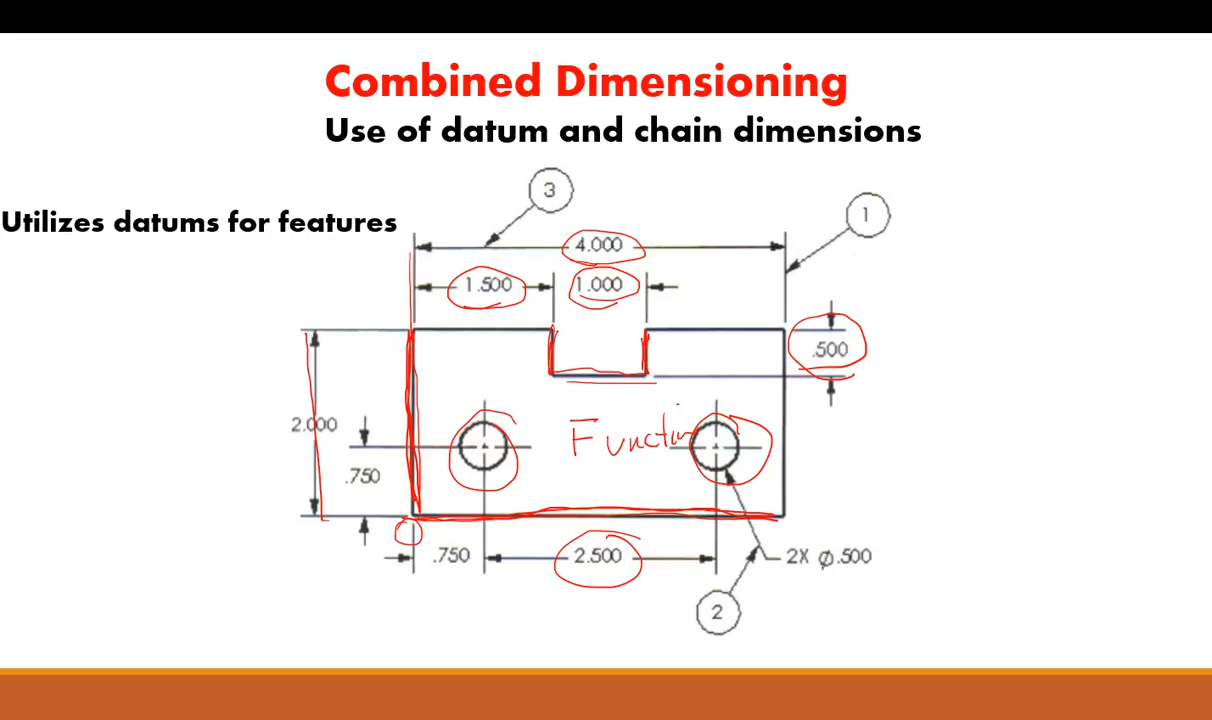 Combined Dimensioning
Use of datum and chain dimensions
3
1
Utilizes datums for features
4.000
1.500
1.000
.500
2.000
Functi
.750
.750
2.500
2X Ø.500
2